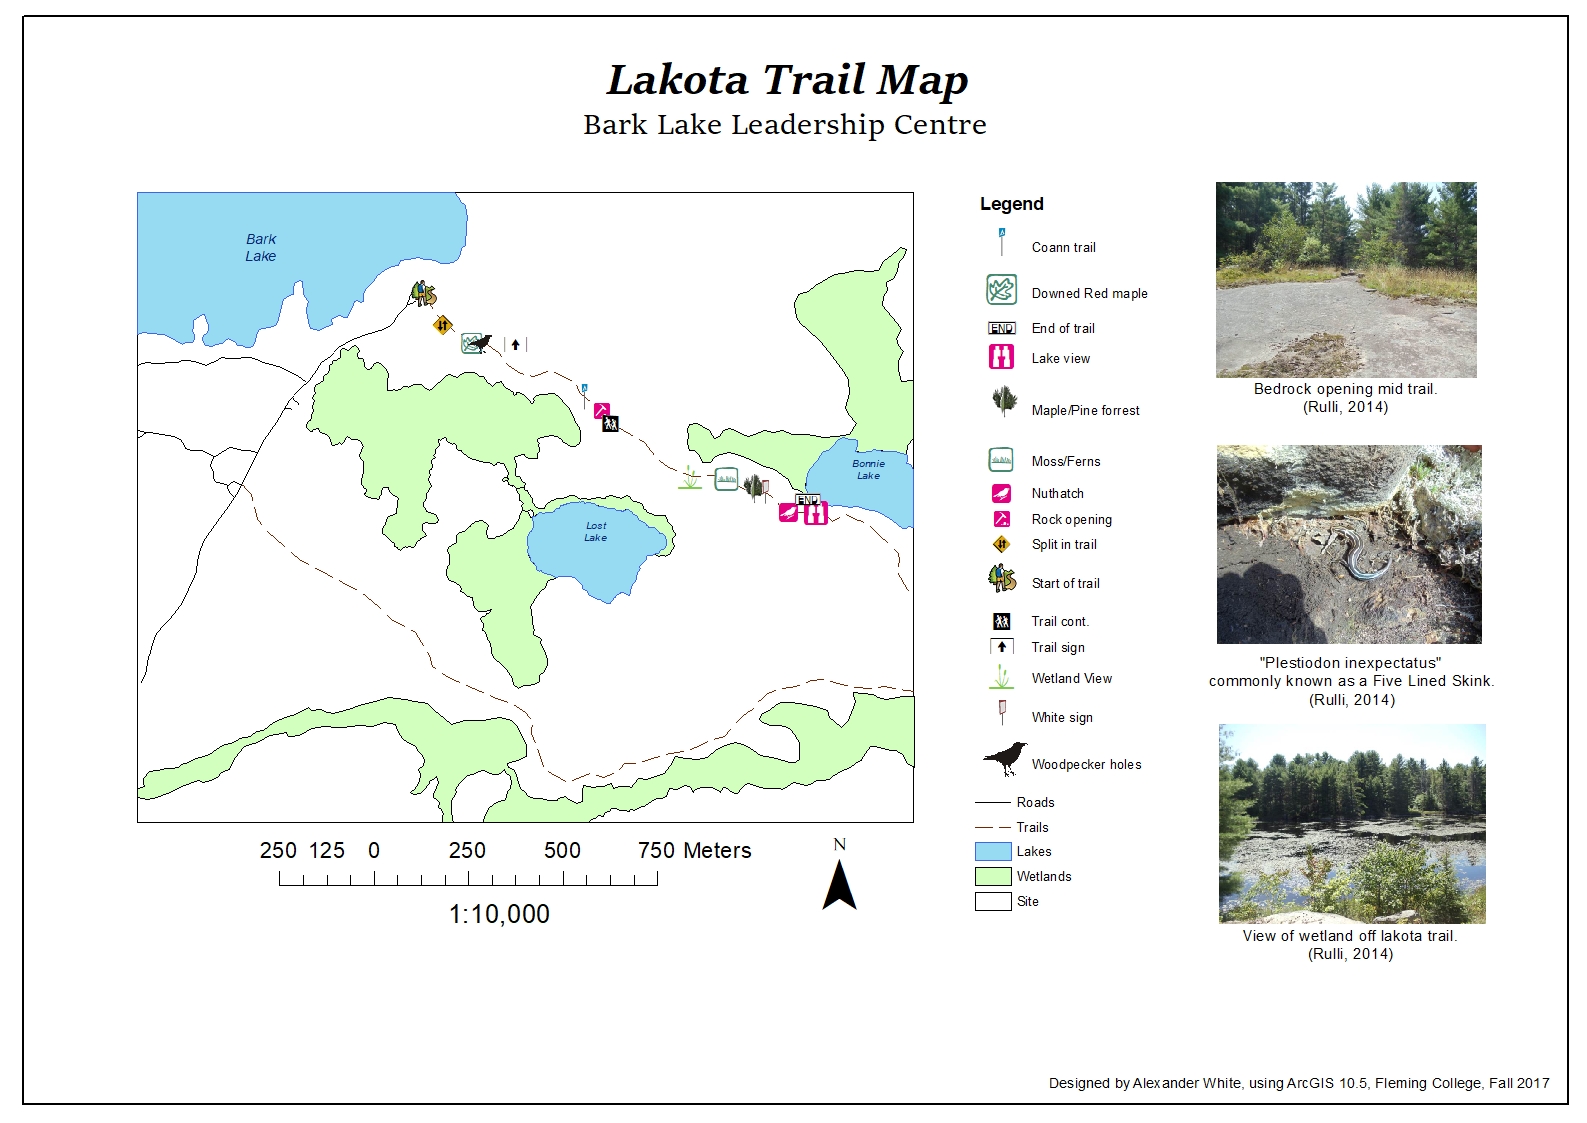 Lakota Trail Map
Bark Lake Leadership Centre
Bark
Lake
Bonnie
Lake
END
Lost
Lake
250 125 0 250 500 750 Meters
1:10,000
N
Legend
Coann trail
Downed Red maple
END End of trail
Lake view
Maple/Pine forrest
Moss/Ferns
Nuthatch
Rock opening
Split in trail
Start of trail
Trail cont.
Trail sign
Wetland View
White sign
Woodpecker holes
Roads
Trails
Lakes
Wetlands
Site
Bedrock opening mid trail.
(Rulli, 2014)
"Plestiodon inexpectatus"
commonly known as a Five Lined Skink.
(Rulli, 2014)
View of wetland off lakota trail.
(Rulli, 2014)
Designed by Alexander White, using ArcGIS 10.5, Fleming College, Fall 2017